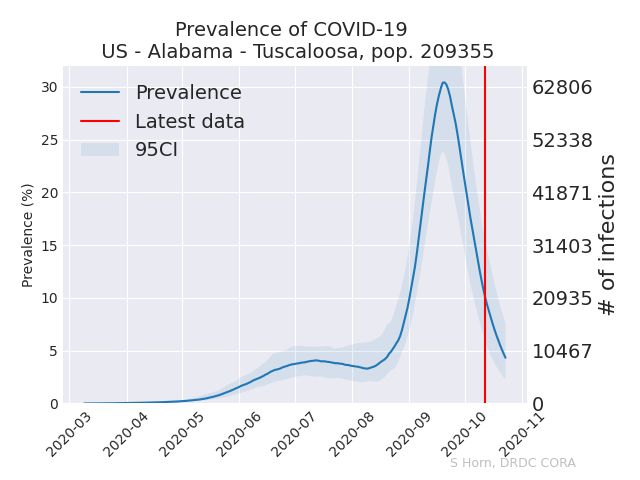 Prevalence of COVID-19
US - Alabama - Tuscaloosa, pop. 209355
Prevalence
Latest data
95CI
Prevalence (%)
30
25
20
15
10
5
0
62806
52338
41871
31403
20935
10467
0
# of infections
2020-03
2020-04
2020-05
2020-06
2020-07
2020-08
2020-09
2020-10
2020-11
S Horn, DRDC CORA